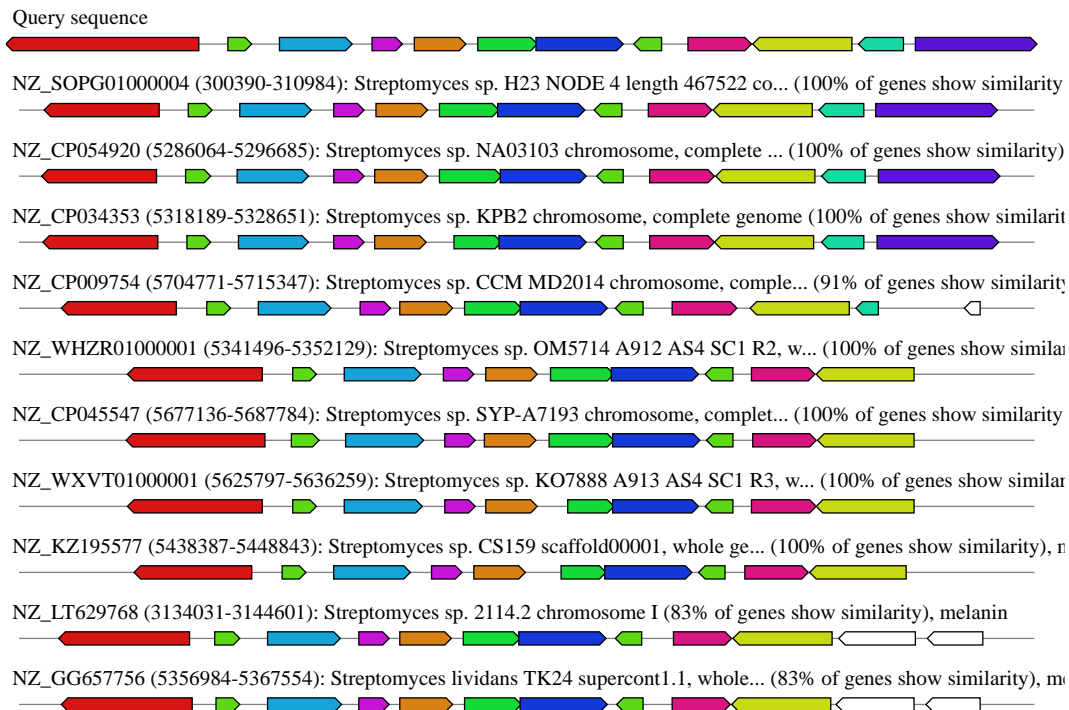 Query sequence
NZ_SOPG01000004 (300390-310984): Streptomyces sp. H23 NODE 4 length 467522 co... (100% of genes show similarity
NZ_CP054920 (5286064-5296685): Streptomyces sp. NA03103 chromosome, complete ... (100% of genes show similarity)
NZ_CP034353 (5318189-5328651): Streptomyces sp. KPB2 chromosome, complete genome (100% of genes show similarit
NZ_CP009754 (5704771-5715347): Streptomyces sp. CCM MD2014 chromosome, comple... (91% of genes show similarity
NZ_WHZR01000001 (5341496-5352129): Streptomyces sp. OM5714 A912 AS4 SC1 R2, w... (100% of genes show similar
NZ_CP045547 (5677136-5687784): Streptomyces sp. SYP-A7193 chromosome, complet... (100% of genes show similarity
NZ_WXVT01000001 (5625797-5636259): Streptomyces sp. KO7888 A913 AS4 SC1 R3, w... (100% of genes show similar
NZ_KZ195577 (5438387-5448843): Streptomyces sp. CS159 scaffold00001, whole ge... (100% of genes show similarity),
NZ_LT629768 (3134031-3144601): Streptomyces sp. 2114.2 chromosome I (83% of genes show similarity), melanin
NZ_GG657756 (5356984-5367554): Streptomyces lividans TK24 supercont1.1, whole... (83% of genes show similarity), me